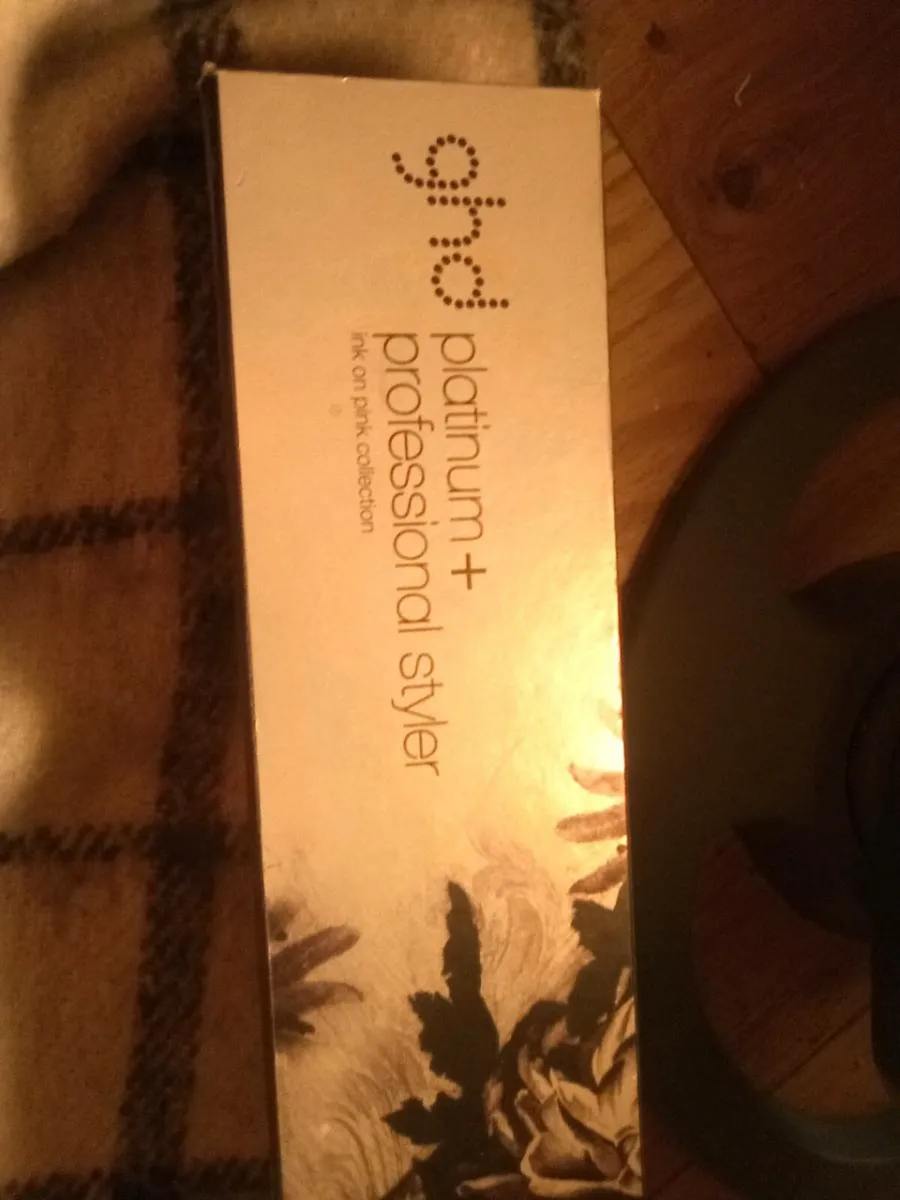 ghd
platinum +
professional styler
ink on pink collection